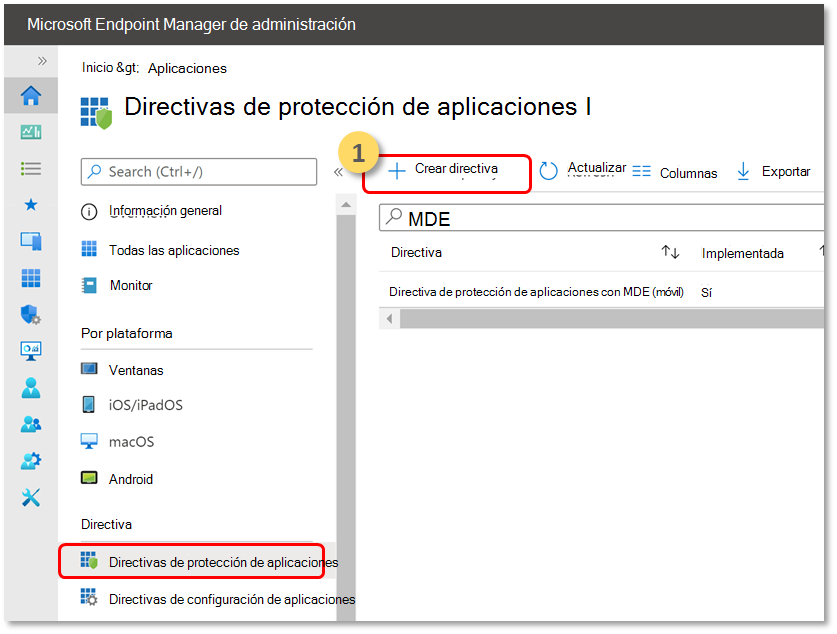 Microsoft Endpoint Manager de administración
Inicio &gt; Aplicaciones
Directivas de protección de aplicaciones I
Search (Ctrl+/)
«
1
Crear directiva
Actualizar
Columnas
Exportar
Información general
Todas las aplicaciones
Monitor
Por plataforma
Ventanas
iOS/iPadOS
macOS
Android
Directiva
Directivas de protección de aplicaciones
Directivas de configuración de aplicaciones
MDE
Directiva Implementada
Directiva de protección de aplicaciones con MDE (móvil) Sí